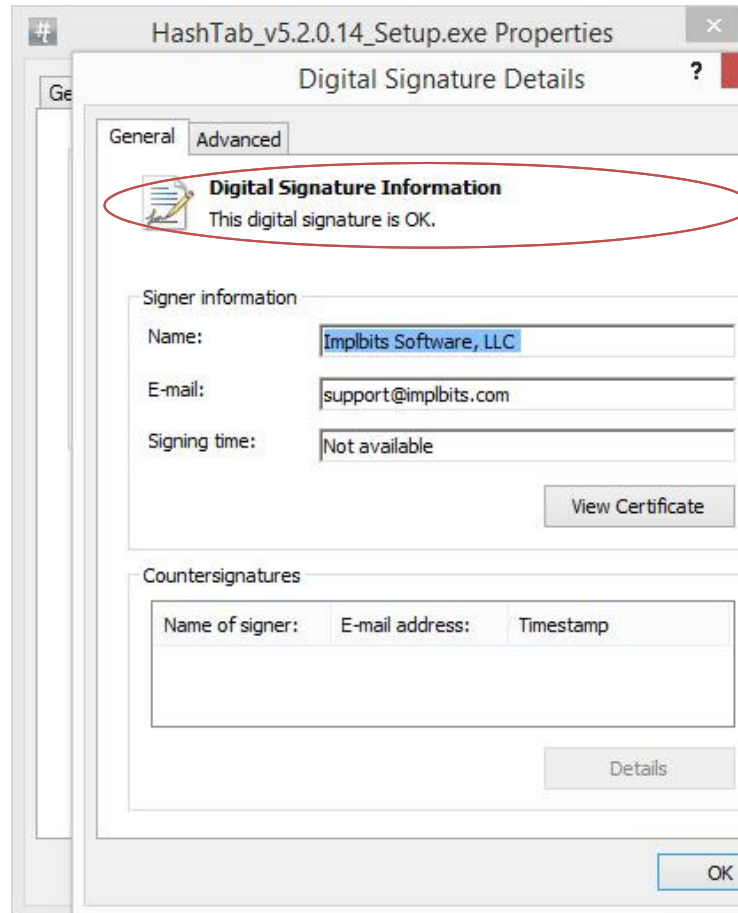 HashTab_v5.2.0.14_Setup.exe Properties
Digital Signature Details
?
Ge
General Advanced
Digital Signature Information
This digital signature is OK.
Signer information
Name: Implbits Software, LLC
E-mail: support@implbits.com
Signing time: Not available
View Certificate
Countersignatures
Name of signer: E-mail address: Timestamp
Details
OK